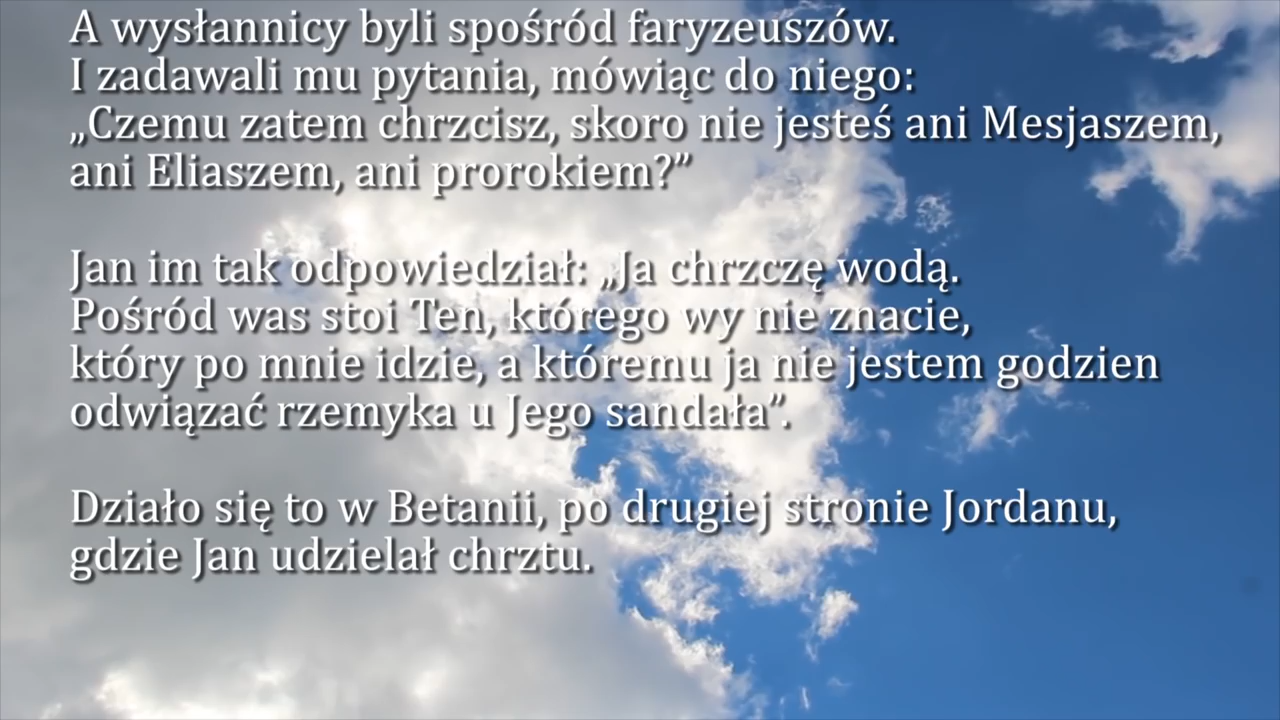 A wysłannicy byli spośród faryzeuszów.
I zadawali mu pytania, mówiąc do niego:
„Czemu zatem chrzcisz, skoro nie jesteś ani Mesjaszem,
ani Eliaszem, ani prorokiem?”
Jan im tak odpowiedział: „Ja chrzczę wodą.
Pośród was stoi Ten, którego wy nie znacie,
który po mnie idzie, a któremu ja nie jestem godzien
odwiązać rzemyka u Jego sandała”.
Działo się to w Betanii, po drugiej stronie Jordanu,
gdzie Jan udzielał chrztu.